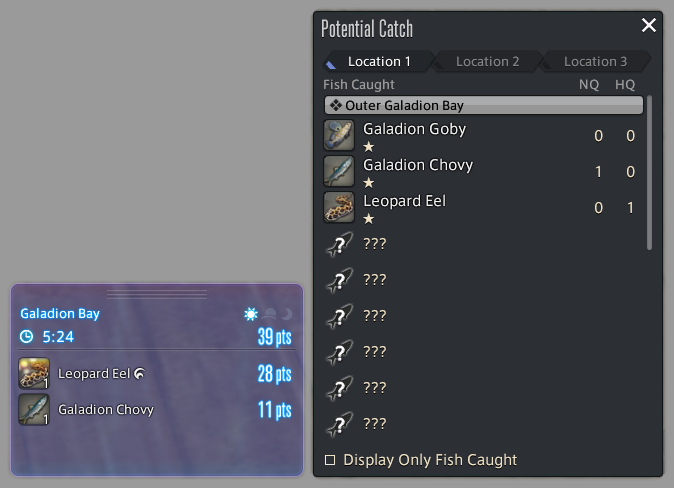 Potential Catch
Location 1 Location 2 Location 3
Fish Caught NQ HQ
Outer Galadion Bay
Galadion Goby 0 0
★
Galadion Chovy 1 0
★
Leopard Eel 0 1
★
???
???
???
???
???
???
Display Only Fish Caught
Galadion Bay
5:24 39 pts
1 Leopard Eel 28 pts
1 Galadion Chovy 11 pts